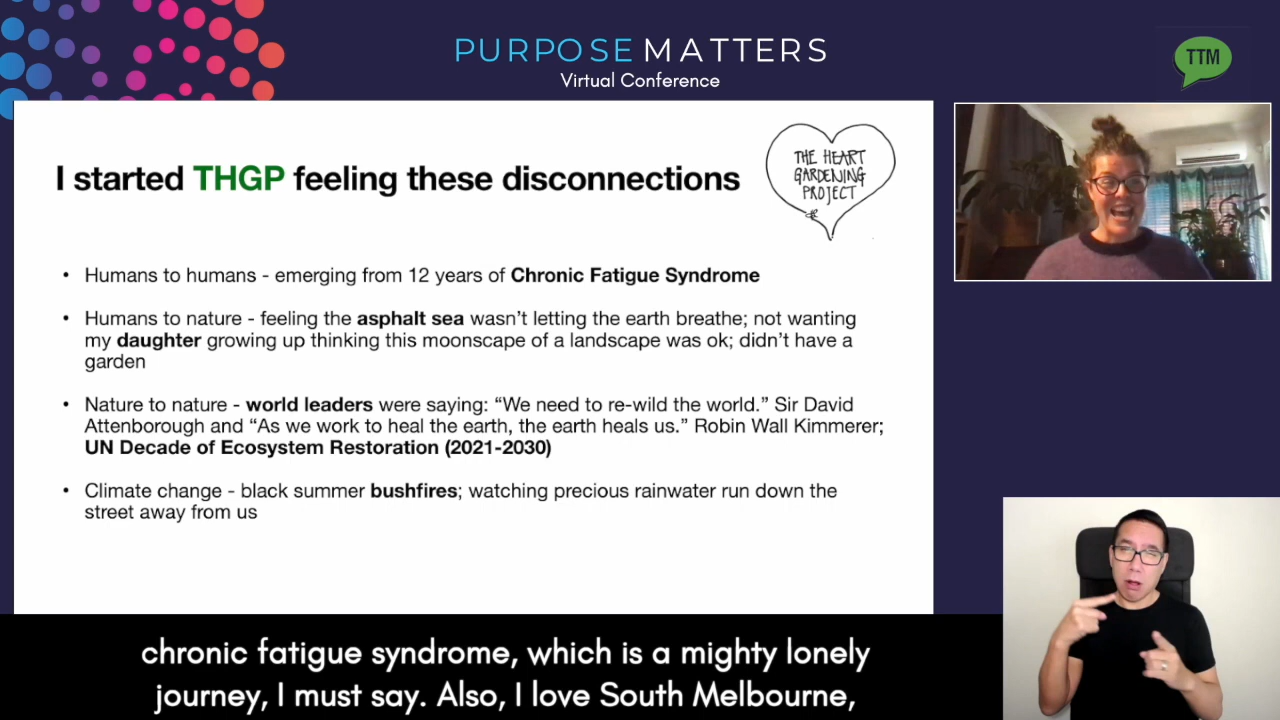 PURPOSE MATTERS
Virtual Conference
TTM
I started THGP feeling these disconnections
THE HEART
GARDENING
PROJECT
• Humans to humans - emerging from 12 years of Chronic Fatigue Syndrome
• Humans to nature - feeling the asphalt sea wasn’t letting the earth breathe; not wanting
my daughter growing up thinking this moonscape of a landscape was ok; didn’t have a
garden
• Nature to nature - world leaders were saying: “We need to re-wild the world.” Sir David
Attenborough and “As we work to heal the earth, the earth heals us.” Robin Wall Kimmerer;
UN Decade of Ecosystem Restoration (2021-2030)
• Climate change - black summer bushfires; watching precious rainwater run down the
street away from us
chronic fatigue syndrome, which is a mighty lonely
journey, I must say. Also, I love South Melbourne,